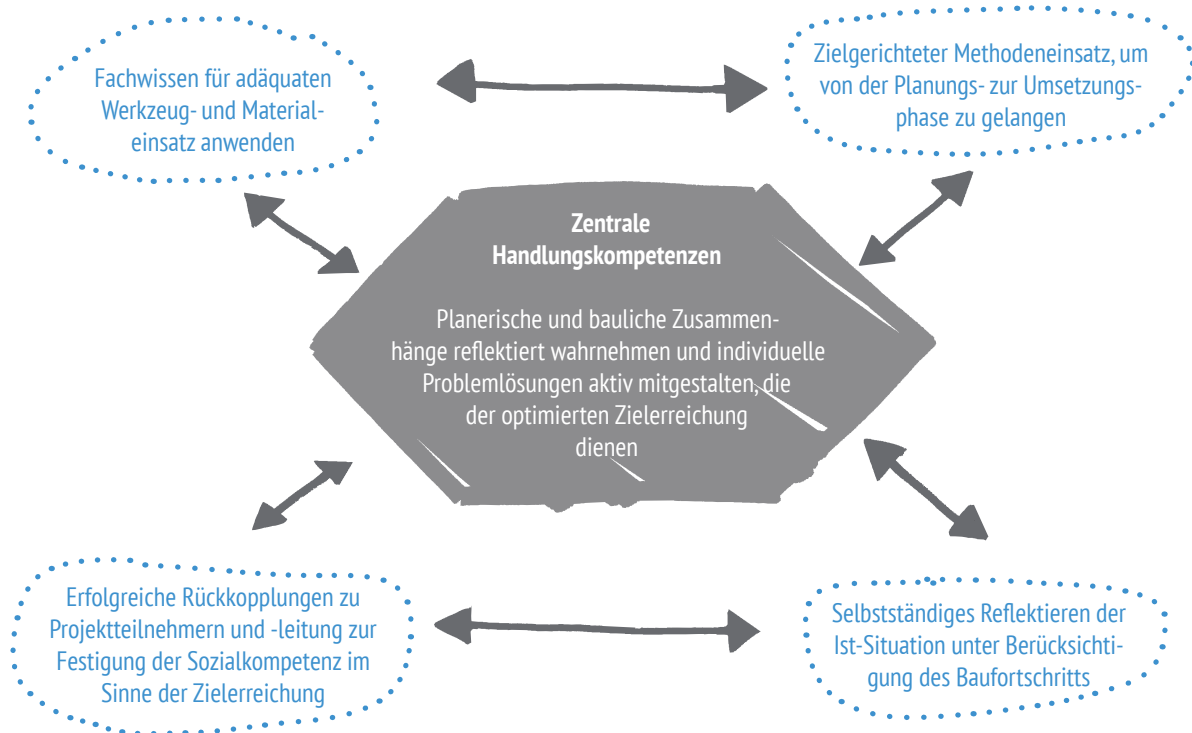 Fachwissen für adäquaten
Werkzeug- und Material-
einsatz anwenden
Zielgerichteter Methodeneinsatz, um
von der Planungs- zur Umsetzungs-
phase zu gelangen
Zentrale
Handlungskompetenzen
Planerische und bauliche Zusammen-
hänge reflektiert wahrnehmen und individuelle
Problemlösungen aktiv mitgestalten, die
der optimierten Zielerreichung
dienen
Erfolgreiche Rückkopplungen zu
Projektteilnehmern und -leitung zur
Festigung der Sozialkompetenz im
Sinne der Zielerreichung
Selbstständiges Reflektieren der
Ist-Situation unter Berücksichti-
gung des Baufortschritts